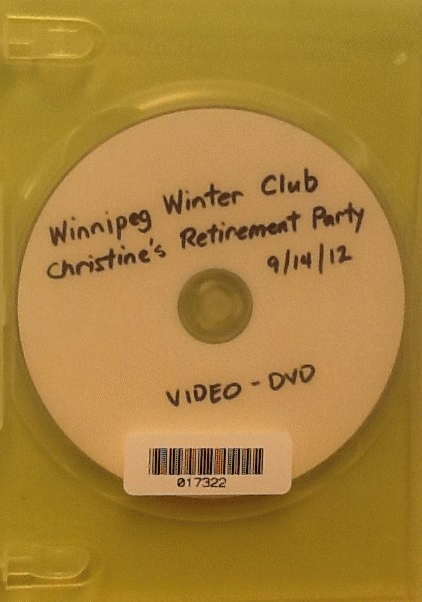 Winnipeg Winter Club
Christine's Retirement Party
9/14/12
VIDEO - DVD
017322